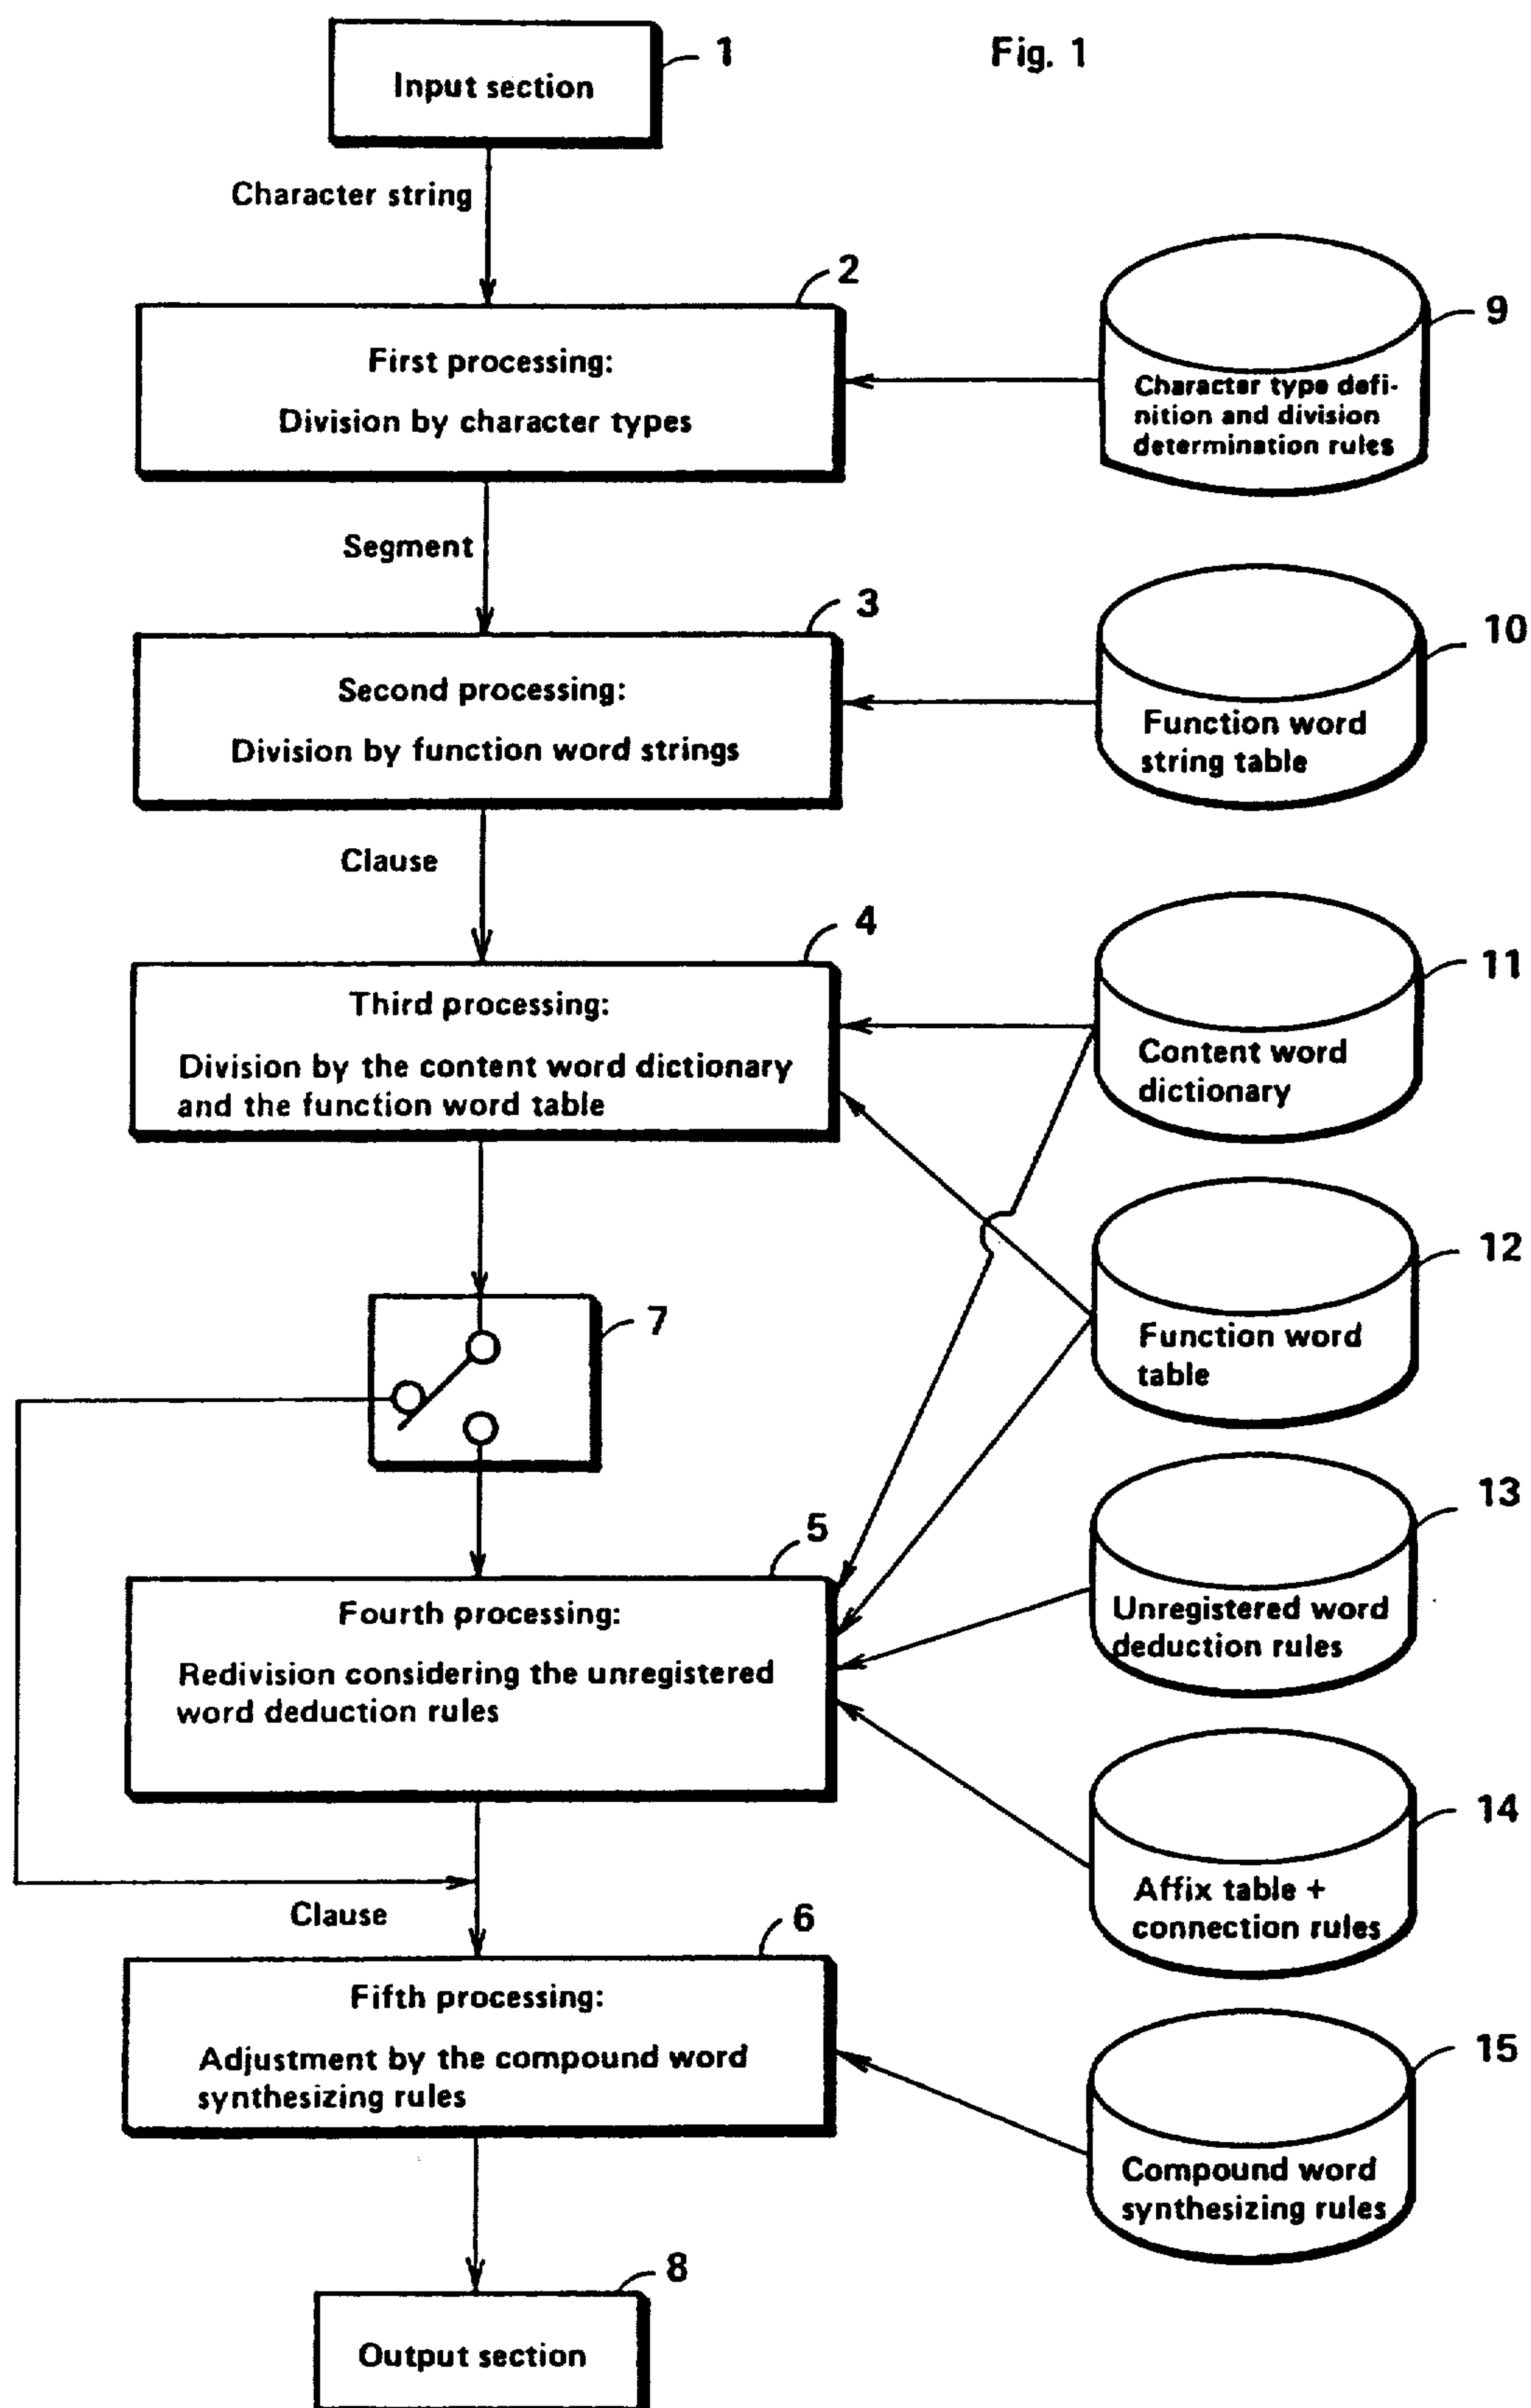 Fig. 1
1
Input section
Character string
2
First processing:
Division by character types
9
Character type defi-
nition and division
determination rules
Segment
3
Second processing:
Division by function word strings
10
Function word
string table
Clause
4
Third processing:
Division by the content word dictionary
and the function word table
11
Content word
dictionary
12
Function word
table
7
13
Unregistered word
deduction rules
5
Fourth processing:
Redivision considering the unregistered
word deduction rules
14
Affix table +
connection rules
Clause
6
Fifth processing:
Adjustment by the compound word
synthesizing rules
15
Compound word
synthesizing rules
8
Output section